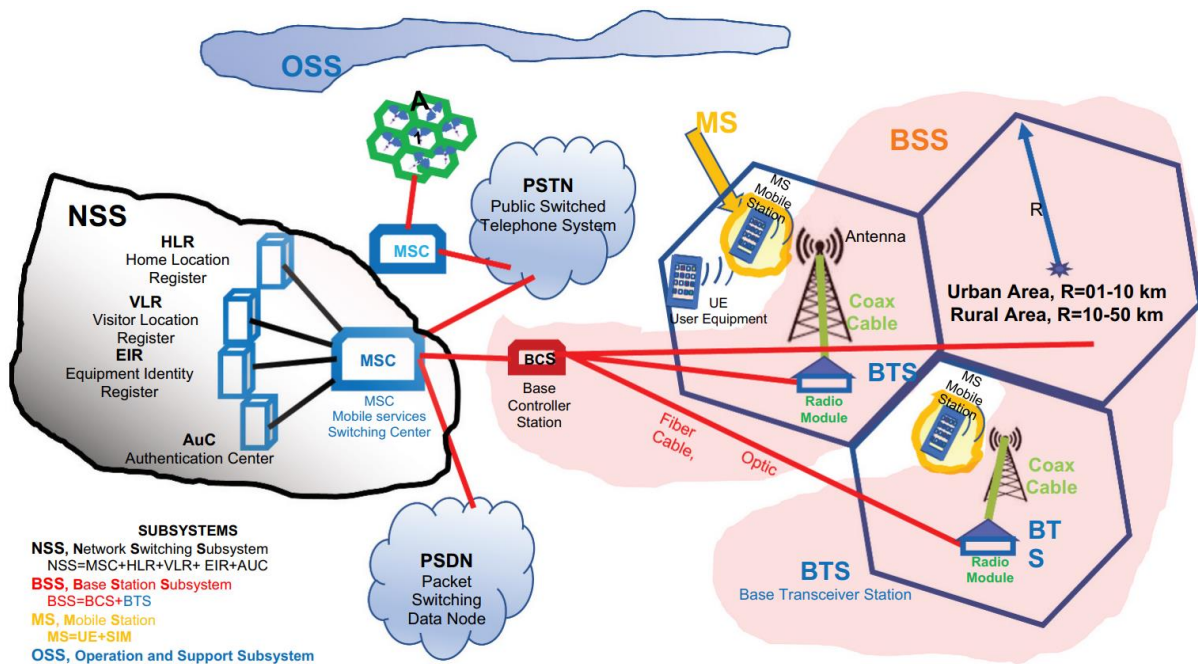 OSS
A
1
MSC
PSTN
Public Switched
Telephone System
NSS
HLR
Home Location
Register
VLR
Visitor Location
Register
EIR
Equipment Identity
Register
AuC
Authentication Center
MSC
MSC
Mobile services
Switching Center
BCS
Base
Controller
Station
Fiber
Cable,
Optic
PSDN
Packet
Switching
Data Node
MS
MS
Mobile
Station
UE
User Equipment
Antenna
Coax
Cable
BTS
Radio
Module
BSS
R
Urban Area, R=01-10 km
Rural Area, R=10-50 km
MS
Mobile
Station
Coax
Cable
BT
S
Radio
Module
BTS
Base Transceiver Station
SUBSYSTEMS
NSS, Network Switching Subsystem
NSS=MSC+HLR+VLR+ EIR+AUC
BSS, Base Station Subsystem
BSS=BCS+BTS
MS, Mobile Station
MS=UE+SIM
OSS, Operation and Support Subsystem